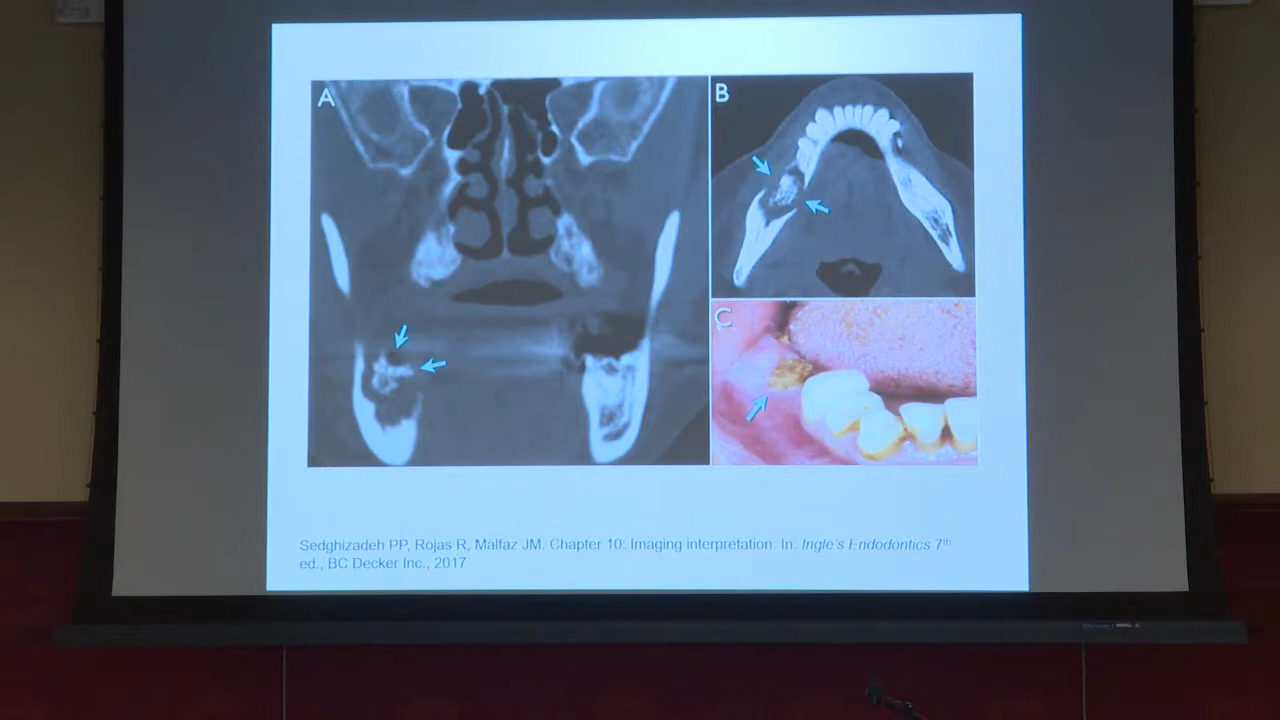 A
B
C
Sedghizadeh PP, Rojas R, Malfaz JM. Chapter 10: Imaging interpretation. In: Ingle's Endodontics 7th
ed., BC Decker Inc., 2017